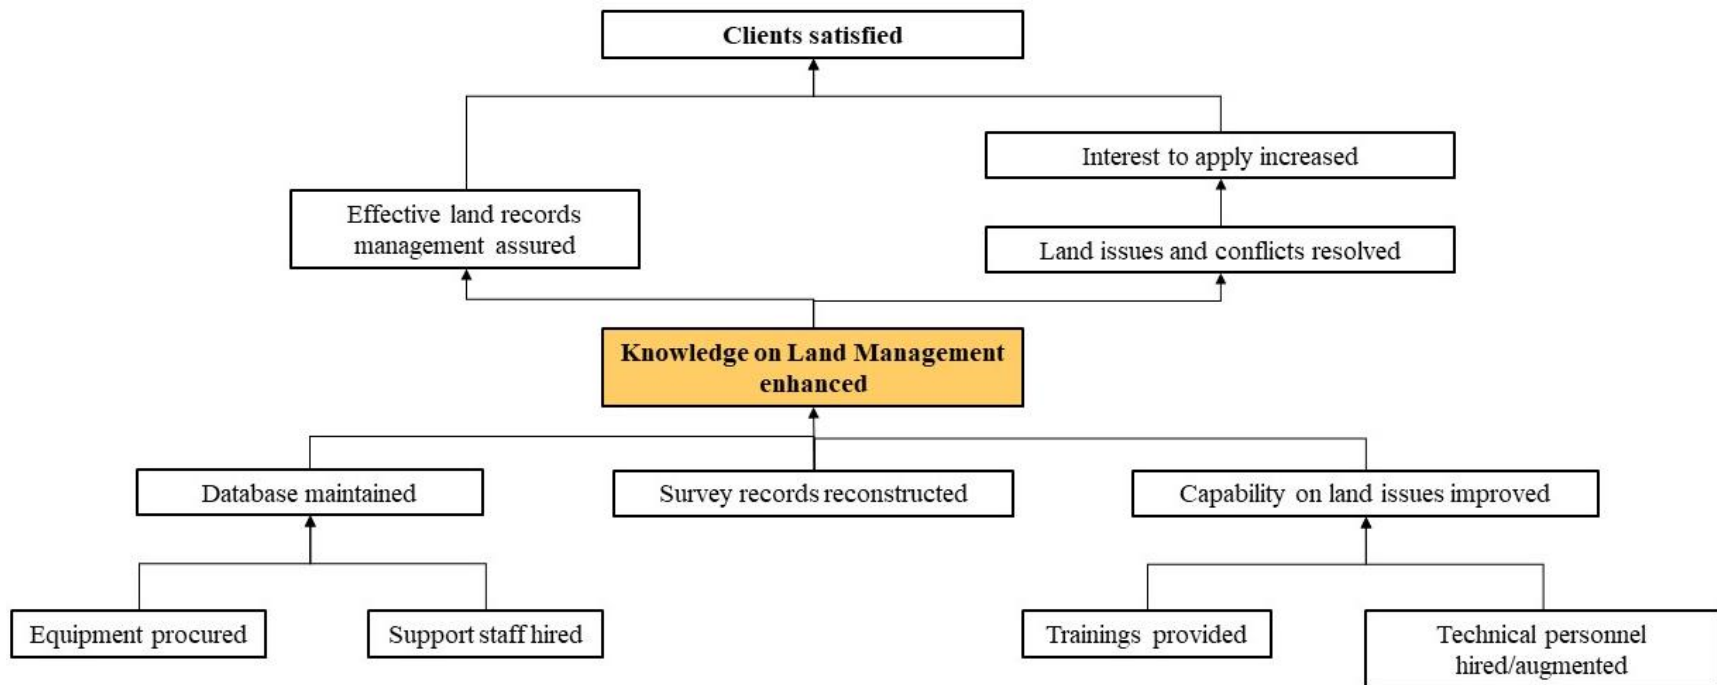 Clients satisfied
Interest to apply increased
Effective land records
management assured
Land issues and conflicts resolved
Knowledge on Land Management
enhanced
Database maintained
Survey records reconstructed
Capability on land issues improved
Equipment procured
Support staff hired
Trainings provided
Technical personnel
hired/augmented